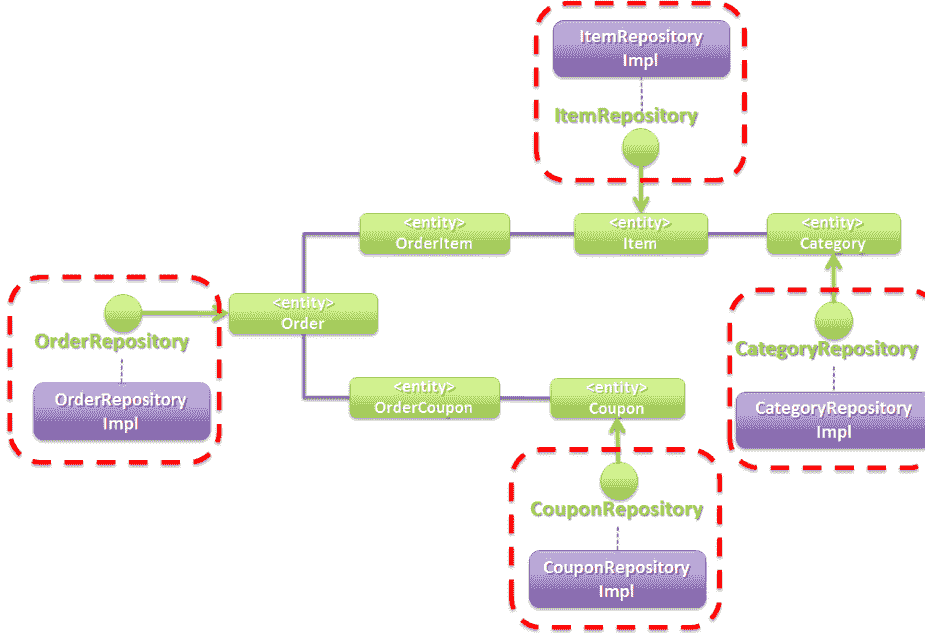 ItemRepository
Impl
ItemRepository
<entity>
OrderItem
<entity>
Item
<entity>
Category
<entity>
Order
OrderRepository
OrderRepository
Impl
CategoryRepository
CategoryRepository
Impl
<entity>
OrderCoupon
<entity>
Coupon
CouponRepository
CouponRepository
Impl